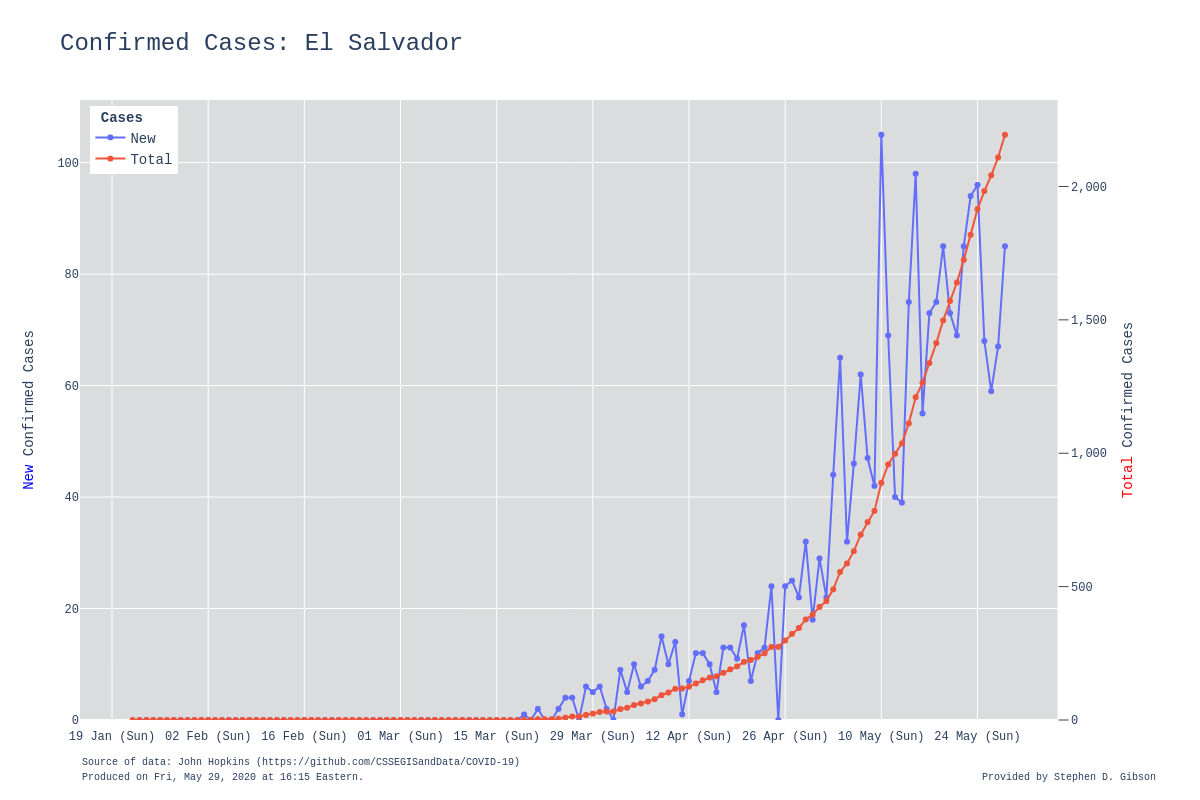 Confirmed Cases: El Salvador
Cases
New
Total
100
80
60
40
20
0
2,000
1,500
1,000
500
0
New Confirmed Cases
Total Confirmed Cases
19 Jan (Sun) 02 Feb (Sun) 16 Feb (Sun) 01 Mar (Sun) 15 Mar (Sun) 29 Mar (Sun) 12 Apr (Sun) 26 Apr (Sun) 10 May (Sun) 24 May (Sun)
Source of data: John Hopkins (https://github.com/CSSEGISandData/COVID-19)
Produced on Fri, May 29, 2020 at 16:15 Eastern.
Provided by Stephen D. Gibson